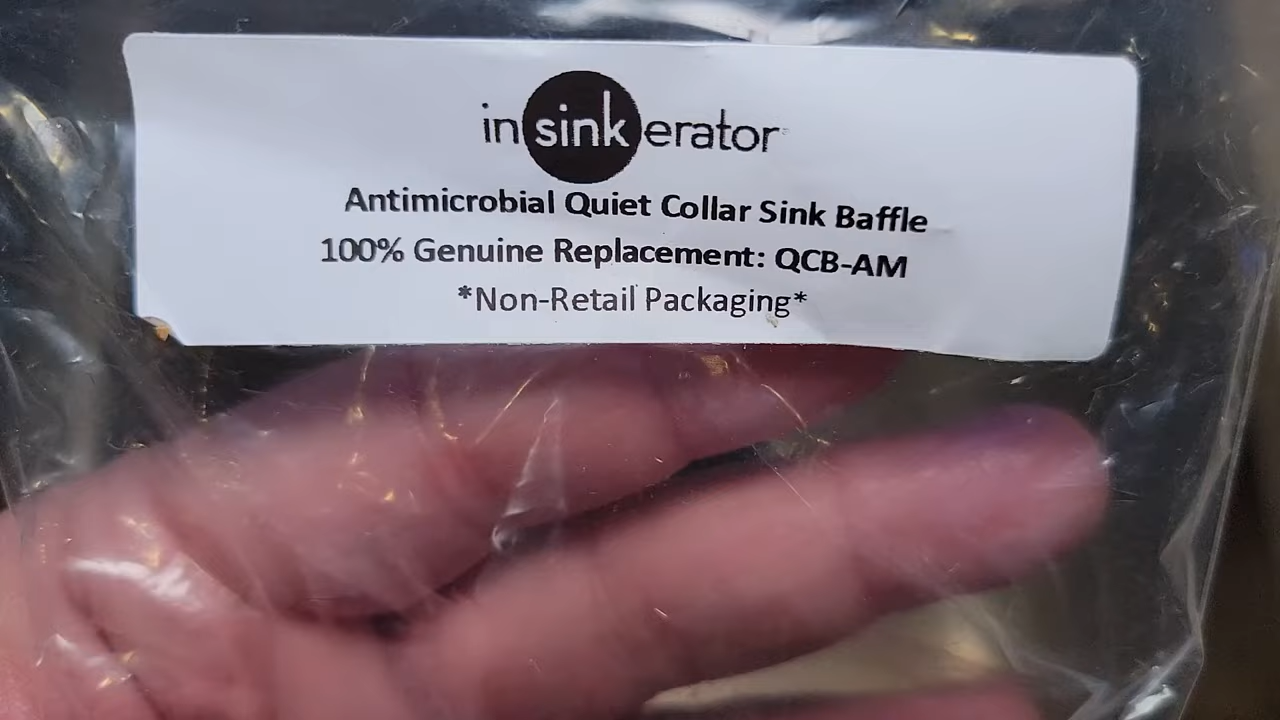 insinkerator
Antimicrobial Quiet Collar Sink Baffle
100% Genuine Replacement: QCB-AM
*Non-Retail Packaging*